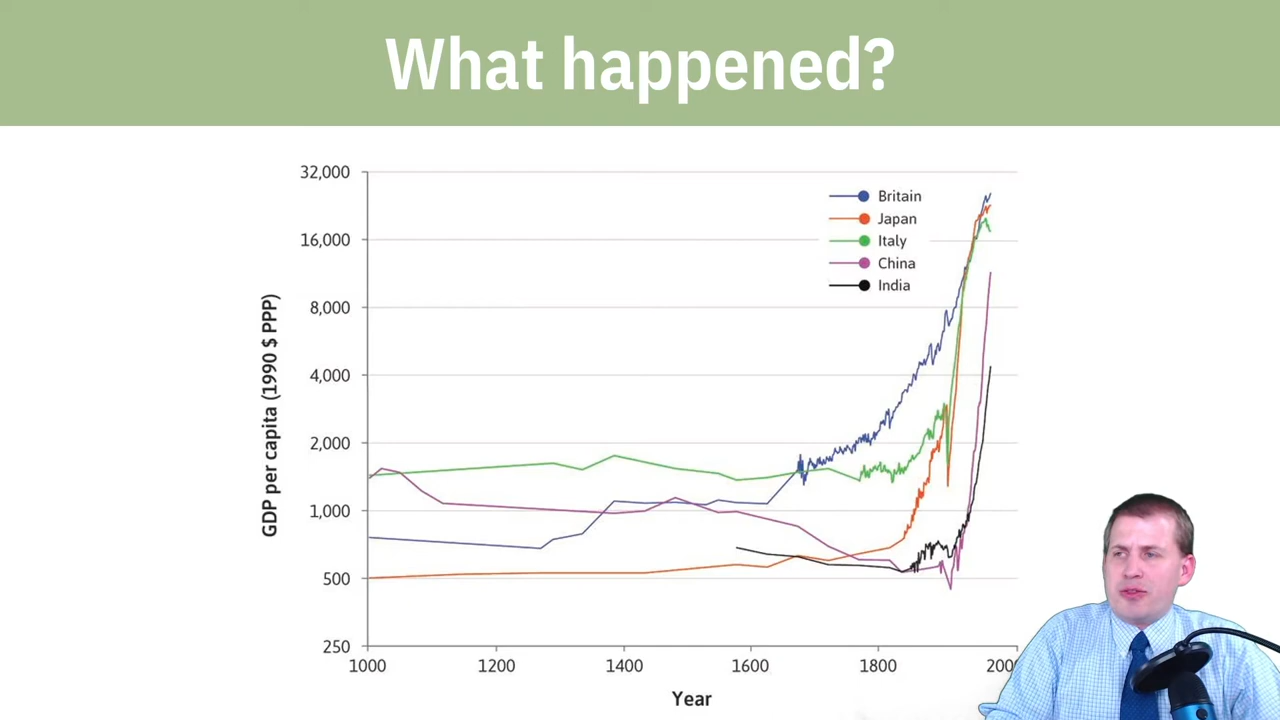 What happened?
32,000
16,000
8,000
4,000
2,000
1,000
500
250
GDP per capita (1990 $ PPP)
Britain
Japan
Italy
China
India
1000 1200 1400 1600 1800 200
Year